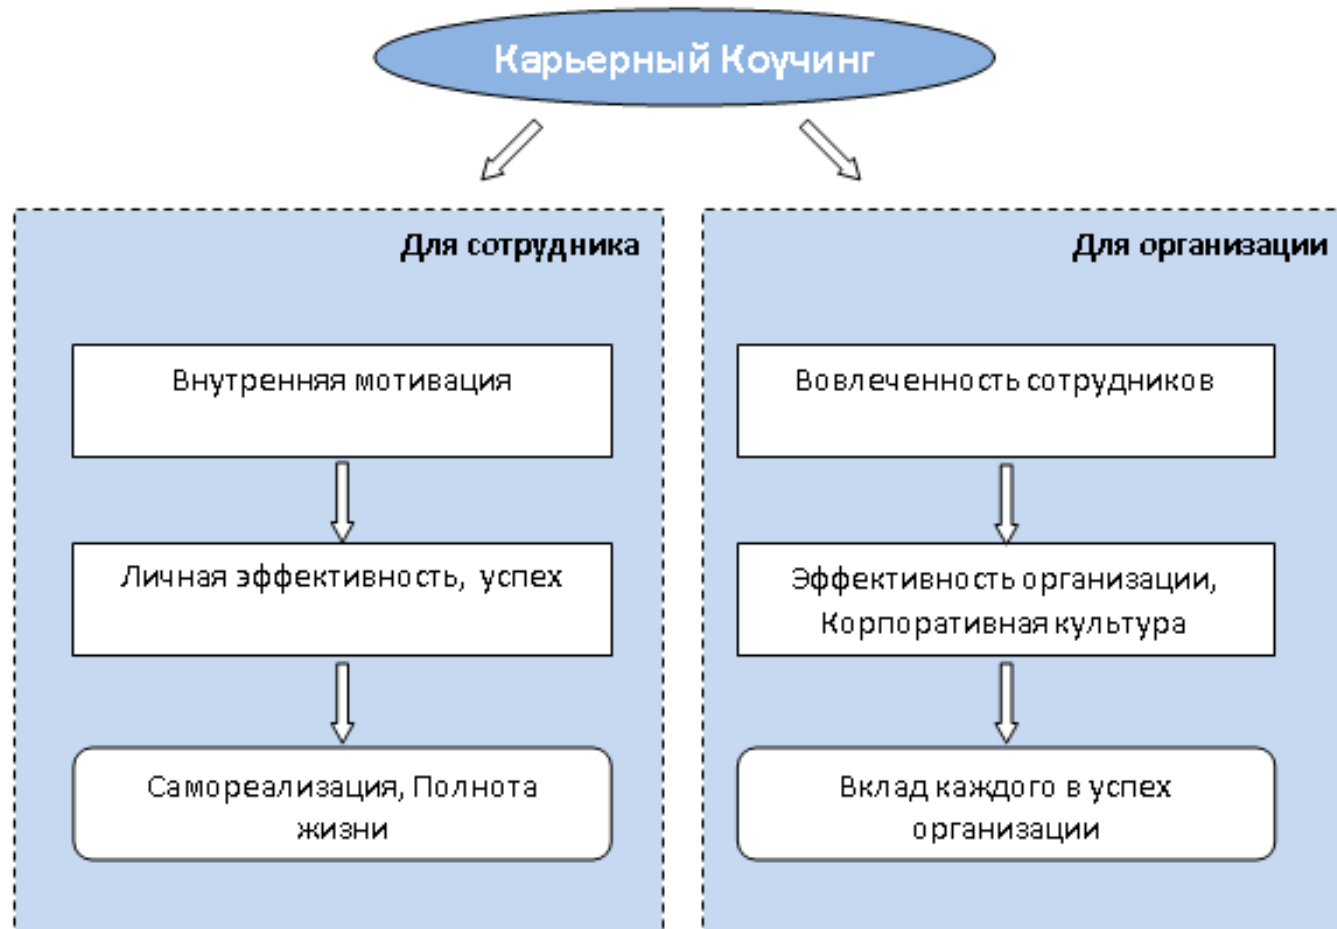 Карьерный Коучинг
Для сотрудника
Внутренняя мотивация
Личная эффективность, успех
Самореализация, Полнота
жизни
Для организации
Вовлеченность сотрудников
Эффективность организации,
Корпоративная культура
Вклад каждого в успех
организации